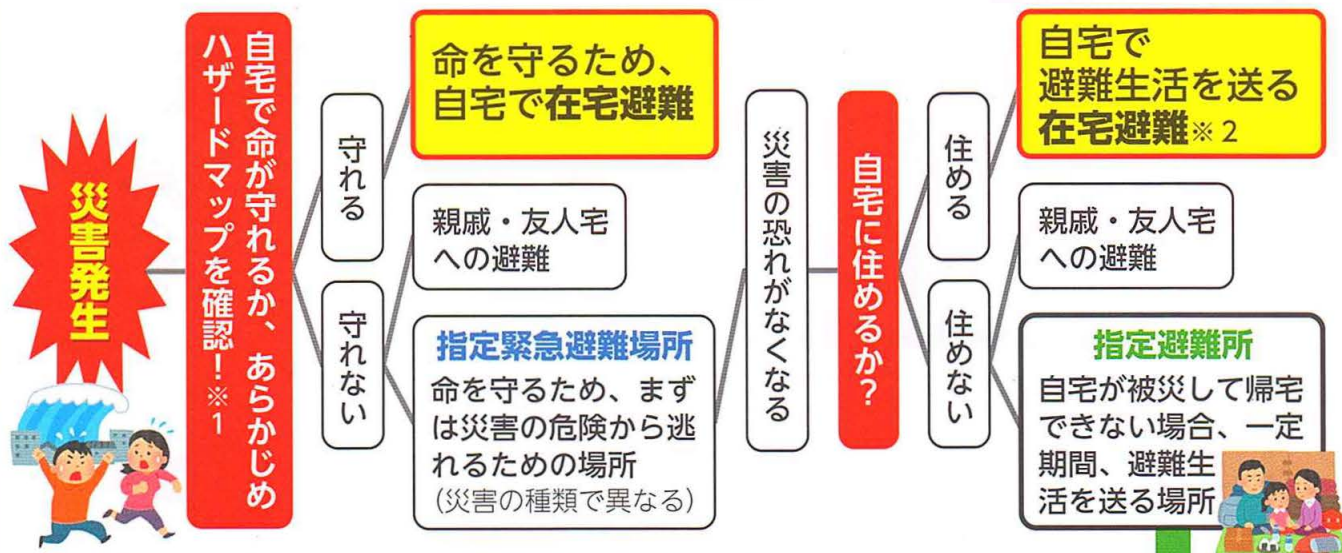 災害発生
自宅で命が守れるか、あらかじめ
ハザードマップを確認！※1
守れる
命を守るため、
自宅で在宅避難
守れない
親戚・友人宅
への避難
指定緊急避難場所
命を守るため、まず
は災害の危険から逃
れるための場所
(災害の種類で異なる)
災害の恐れがなくなる
自宅に住めるか？
住める
自宅で
避難生活を送る
在宅避難※2
住めない
親戚・友人宅
への避難
指定避難所
自宅が被災して帰宅
できない場合、一定
期間、避難生
活を送る場所